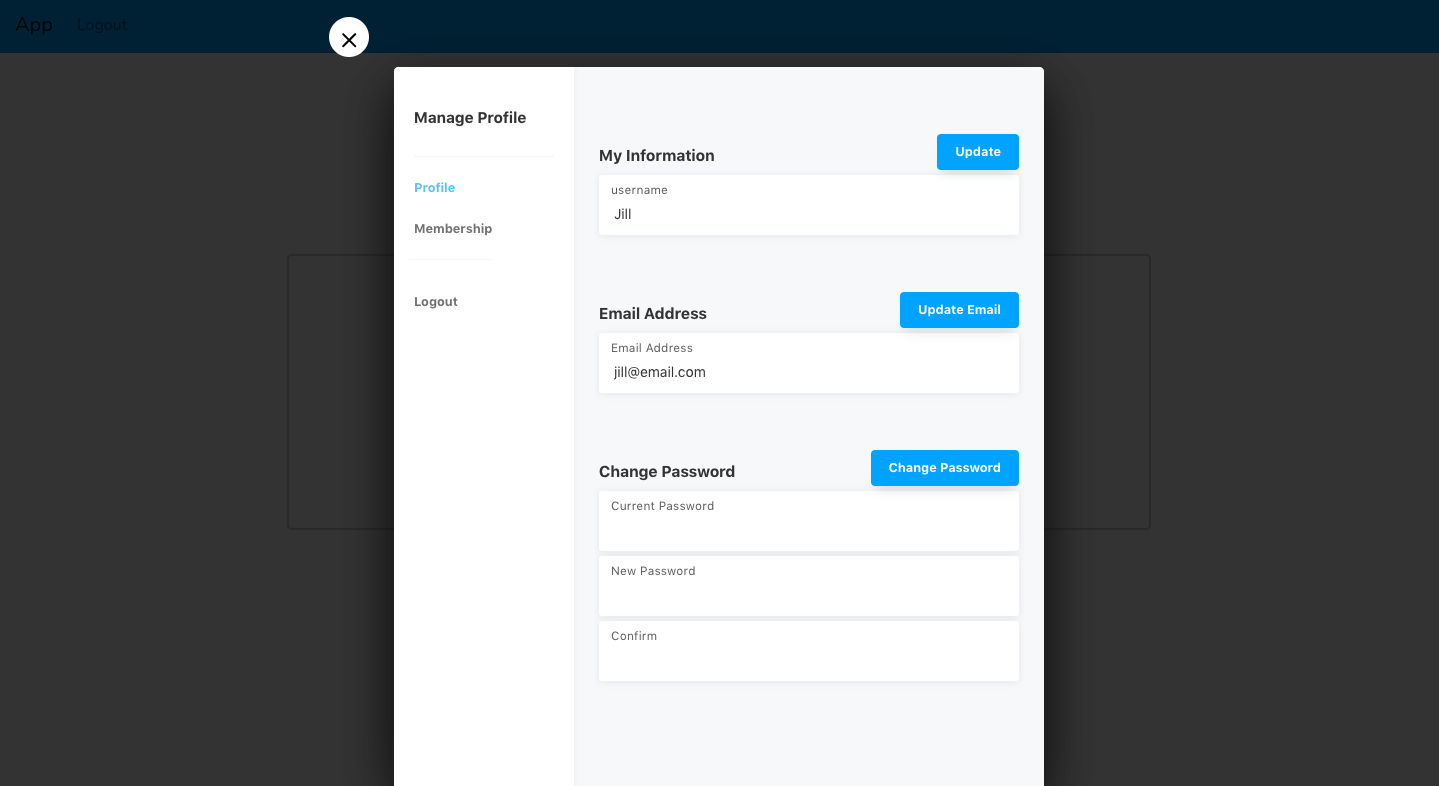 App Logout
Manage Profile
Profile
Membership
Logout
My Information
Update
username
Jill
Email Address
Update Email
Email Address
jill@email.com
Change Password
Change Password
Current Password
New Password
Confirm